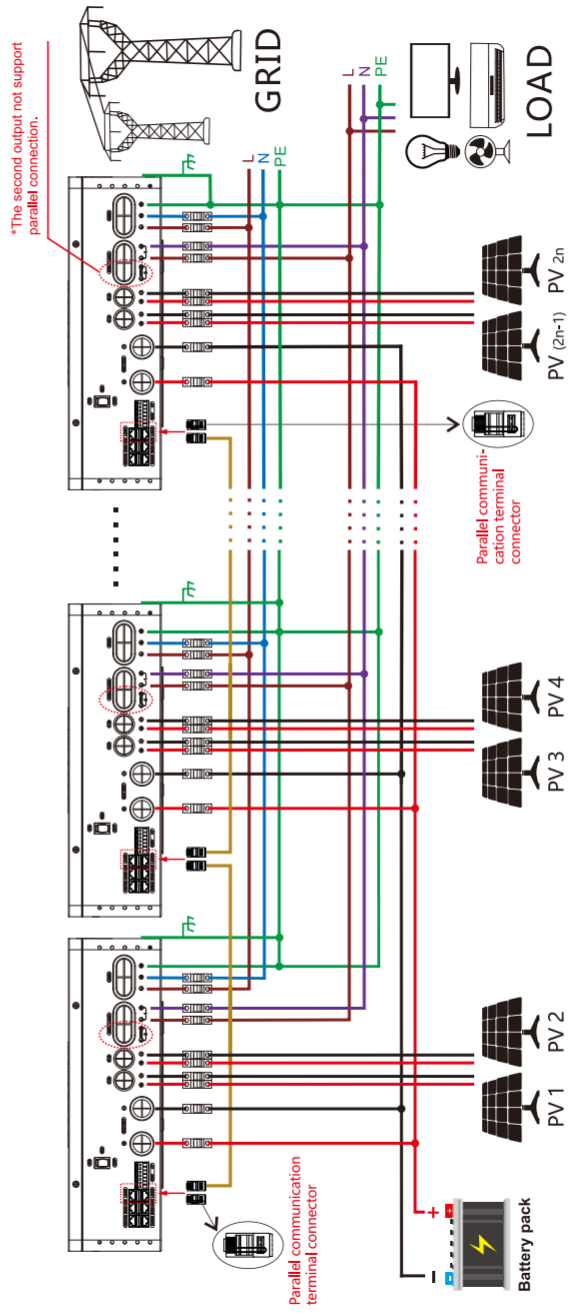 *The second output not support
parallel connection.
GRID
L
N
PE
LOAD
L
N
PE
Parallel communication
terminal connector
Parallel communi-
cation terminal
connector
+
-
Battery pack
PV 1
PV 2
PV 3
PV 4
PV (2n-1)
PV 2n